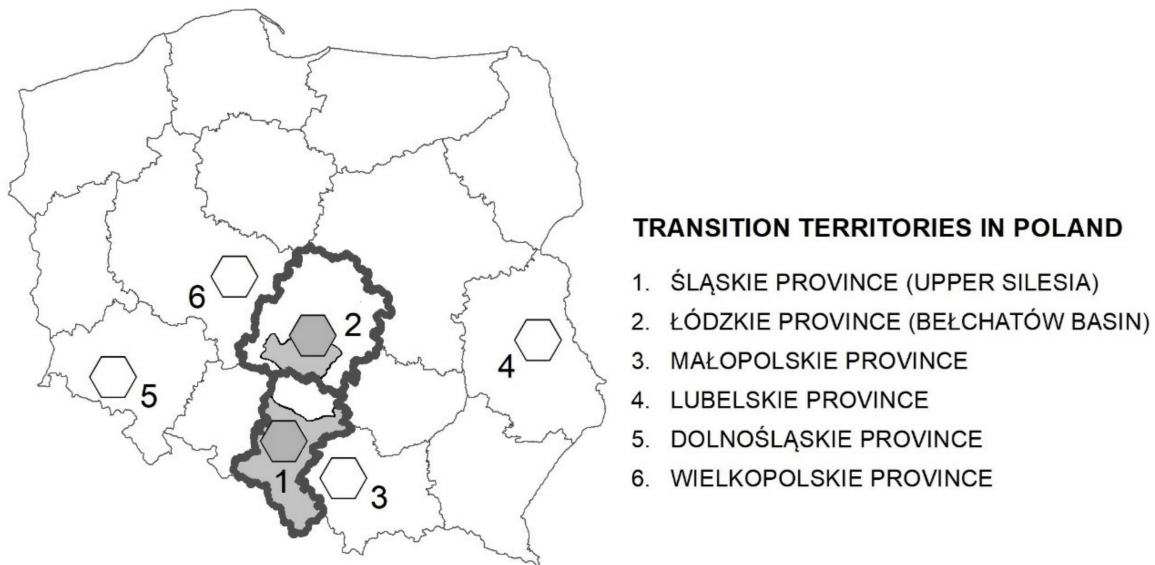 TRANSITION TERRITORIES IN POLAND
1. ŚLĄSKIE PROVINCE (UPPER SILESIA)
2. ŁÓDZKIE PROVINCE (BEŁCHATÓW BASIN)
3. MAŁOPOLSKIE PROVINCE
4. LUBELSKIE PROVINCE
5. DOLNOŚLĄSKIE PROVINCE
6. WIELKOPOLSKIE PROVINCE
6
2
4
5
1
3